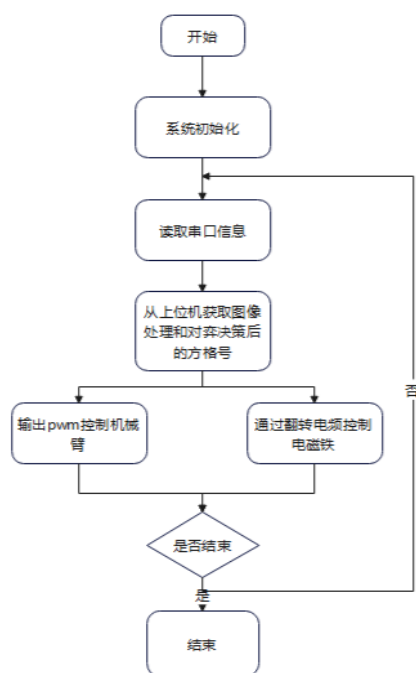 开始
系统初始化
读取串口信息
从上位机获取图像
处理和对弈决策后
的方格号
否
输出pwm控制机械
臂
通过翻转电频控制
电磁铁
是否结束
是
结束